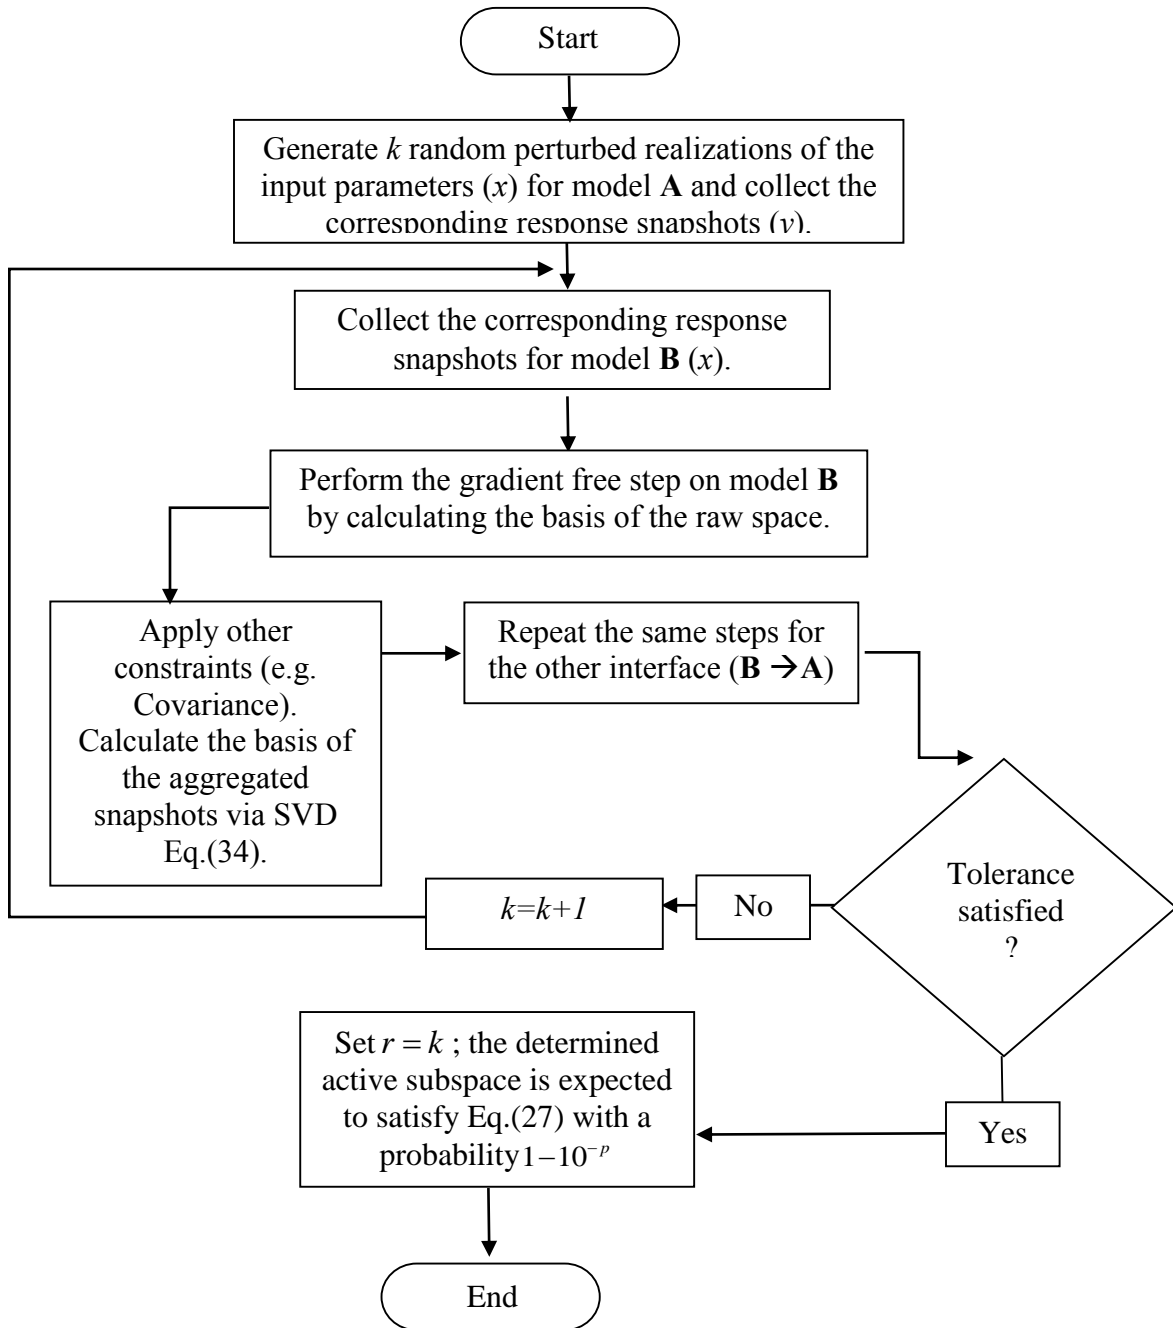 Start
Generate k random perturbed realizations of the
input parameters (x) for model A and collect the
corresponding response snapshots (y).
Collect the corresponding response
snapshots for model B (x).
Perform the gradient free step on model B
by calculating the basis of the raw space.
Apply other
constraints (e.g.
Covariance).
Calculate the basis of
the aggregated
snapshots via SVD
Eq.(34).
Repeat the same steps for
the other interface (B →A)
Tolerance
satisfied
?
No
k=k+1
Yes
Set r = k ; the determined
active subspace is expected
to satisfy Eq.(27) with a
probability 1−10⁻ᵖ
End